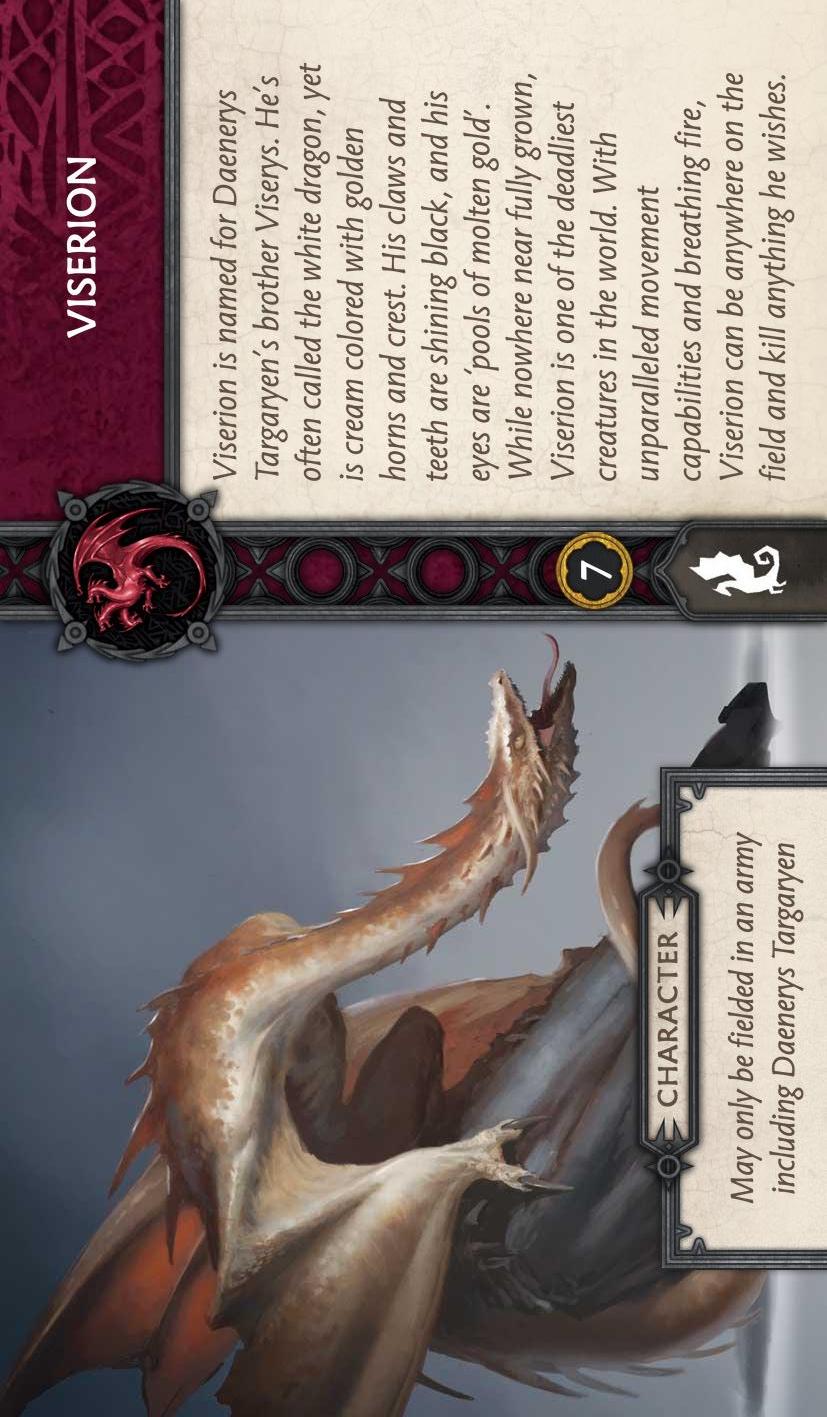 VISERION
Viserion is named for Daenerys
Targaryen's brother Viserys. He's
often called the white dragon, yet
is cream colored with golden
horns and crest. His claws and
teeth are shining black, and his
eyes are 'pools of molten gold'.
While nowhere near fully grown,
Viserion is one of the deadliest
creatures in the world. With
unparalleled movement
capabilities and breathing fire,
Viserion can be anywhere on the
field and kill anything he wishes.
7
CHARACTER
May only be fielded in an army
including Daenerys Targaryen